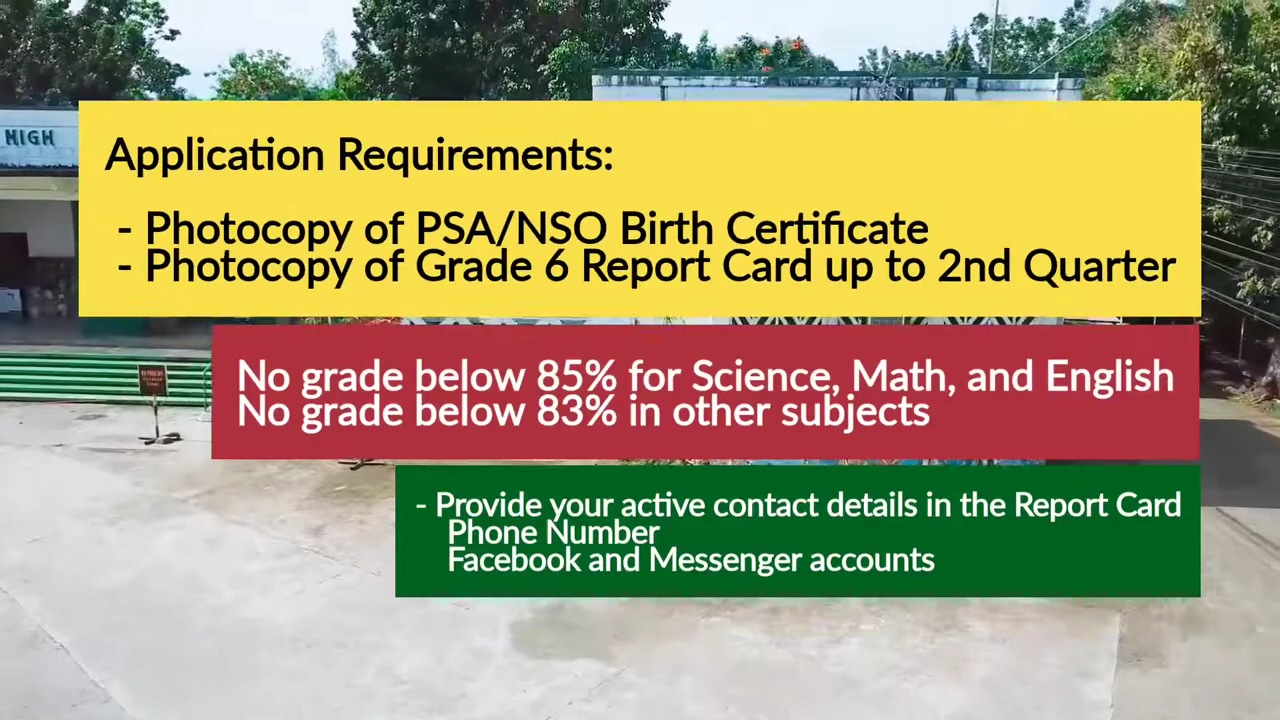 HIGH
Application Requirements:
- Photocopy of PSA/NSO Birth Certificate
- Photocopy of Grade 6 Report Card up to 2nd Quarter
No grade below 85% for Science, Math, and English
No grade below 83% in other subjects
- Provide your active contact details in the Report Card
Phone Number
Facebook and Messenger accounts